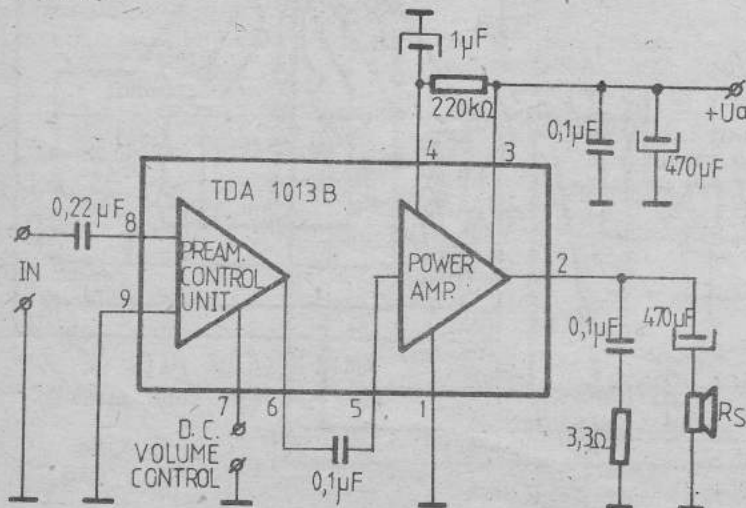 1µF
220kΩ
+Ua
0,1µF
470µF
4
3
TDA 1013B
0,22µF
8
PREAM.
CONTROL
UNIT
POWER
AMP.
2
IN
9
0,1µF
470µF
7
6
5
1
D.C.
VOLUME
CONTROL
0,1µF
3,3Ω
RS